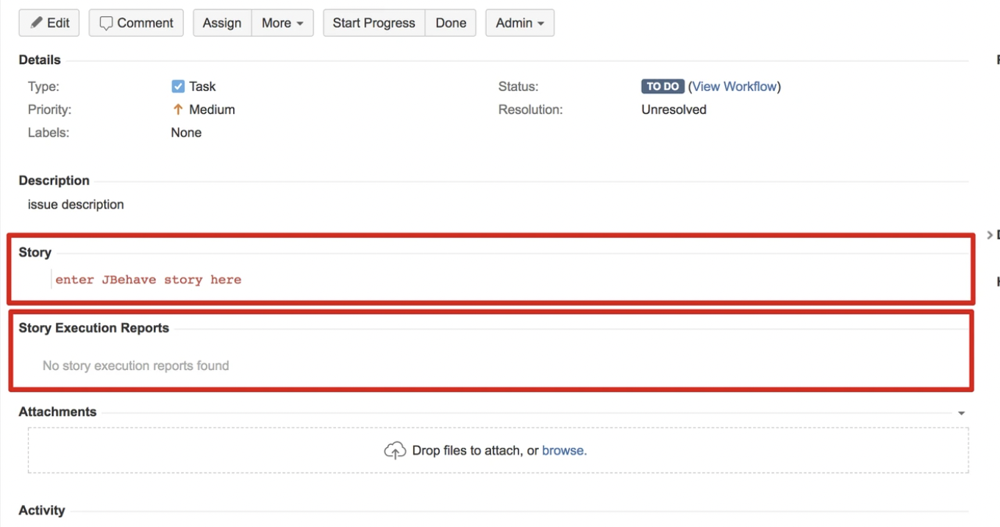 Edit Comment Assign More Start Progress Done Admin
Details
Type: Task Status: TO DO (View Workflow)
Priority: Medium Resolution: Unresolved
Labels: None
Description
issue description
Story
enter JBehave story here
Story Execution Reports
No story execution reports found
Attachments
Drop files to attach, or browse.
Activity